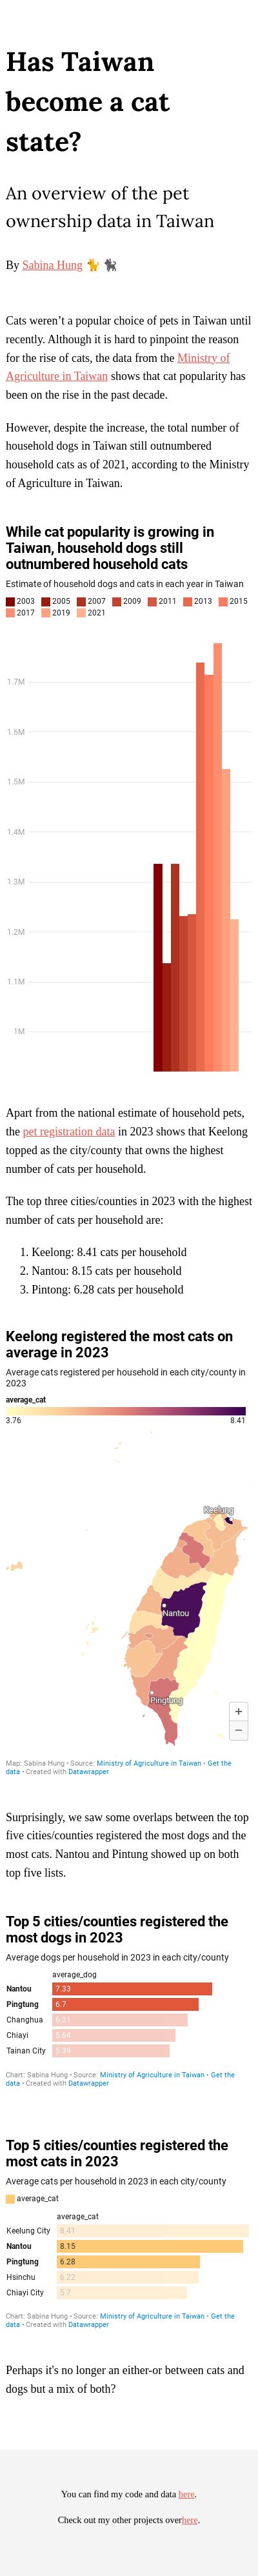 Has Taiwan
become a cat
state?
An overview of the pet
ownership data in Taiwan
By Sabina Hung 🐈 🐈‍⬛
Cats weren’t a popular choice of pets in Taiwan until
recently. Although it is hard to pinpoint the reason
for the rise of cats, the data from the Ministry of
Agriculture in Taiwan shows that cat popularity has
been on the rise in the past decade.
However, despite the increase, the total number of
household dogs in Taiwan still outnumbered
household cats as of 2021, according to the Ministry
of Agriculture in Taiwan.
While cat popularity is growing in
Taiwan, household dogs still
outnumbered household cats
Estimate of household dogs and cats in each year in Taiwan
2003 2005 2007 2009 2011 2013 2015
2017 2019 2021
1.7M
1.6M
1.5M
1.4M
1.3M
1.2M
1.1M
1M
Apart from the national estimate of household pets,
the pet registration data in 2023 shows that Keelong
topped as the city/county that owns the highest
number of cats per household.
The top three cities/counties in 2023 with the highest
number of cats per household are:
1. Keelong: 8.41 cats per household
2. Nantou: 8.15 cats per household
3. Pintong: 6.28 cats per household
Keelong registered the most cats on
average in 2023
Average cats registered per household in each city/county in
2023
average_cat
3.76 8.41
Keelung
Nantou
Pingtung
+
−
Map: Sabina Hung • Source: Ministry of Agriculture in Taiwan • Get the
data • Created with Datawrapper
Surprisingly, we saw some overlaps between the top
five cities/counties registered the most dogs and the
most cats. Nantou and Pintung showed up on both
top five lists.
Top 5 cities/counties registered the
most dogs in 2023
Average dogs per household in 2023 in each city/county
average_dog
Nantou 7.33
Pingtung 6.7
Changhua 6.21
Chiayi 5.64
Tainan City 5.39
Chart: Sabina Hung • Source: Ministry of Agriculture in Taiwan • Get the
data • Created with Datawrapper
Top 5 cities/counties registered the
most cats in 2023
Average cats per household in 2023 in each city/county
average_cat
average_cat
Keelung City 8.41
Nantou 8.15
Pingtung 6.28
Hsinchu 6.22
Chiayi City 5.7
Chart: Sabina Hung • Source: Ministry of Agriculture in Taiwan • Get the
data • Created with Datawrapper
Perhaps it's no longer an either-or between cats and
dogs but a mix of both?
You can find my code and data here.
Check out my other projects overhere.